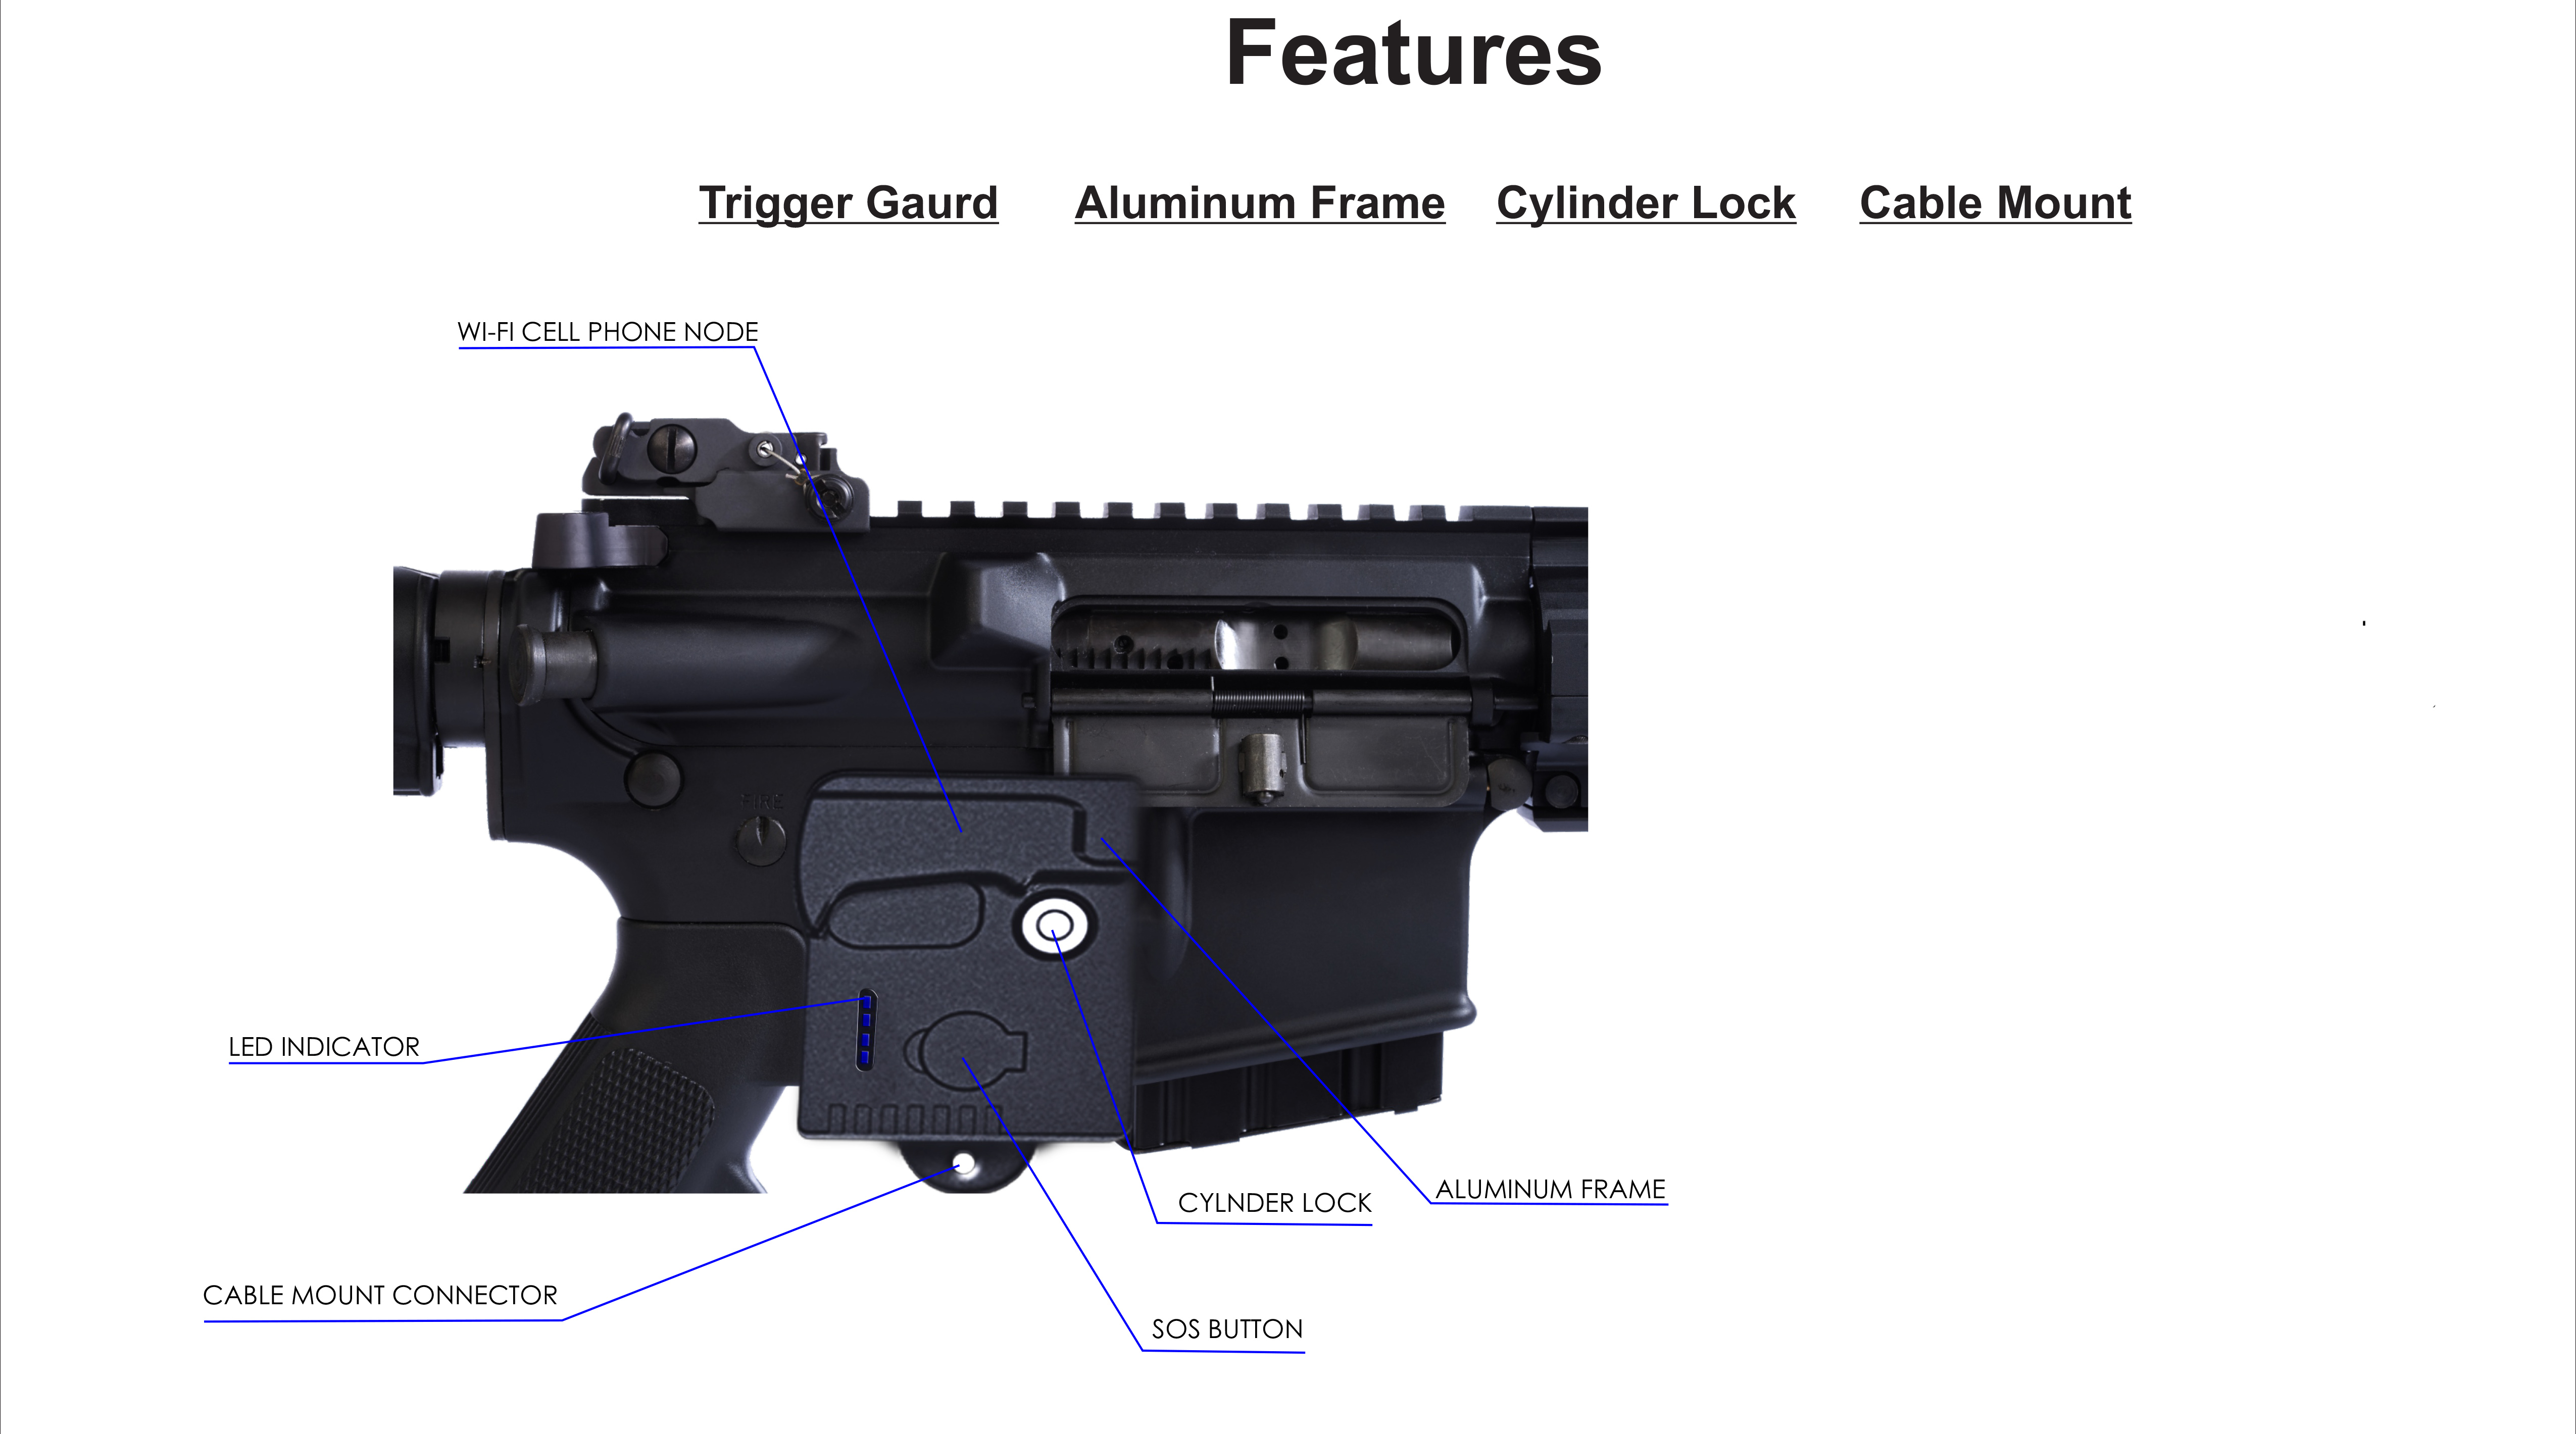 Features
Trigger Gaurd Aluminum Frame Cylinder Lock Cable Mount
WI-FI CELL PHONE NODE
FIRE
LED INDICATOR
ALUMINUM FRAME
CYLNDER LOCK
CABLE MOUNT CONNECTOR
SOS BUTTON